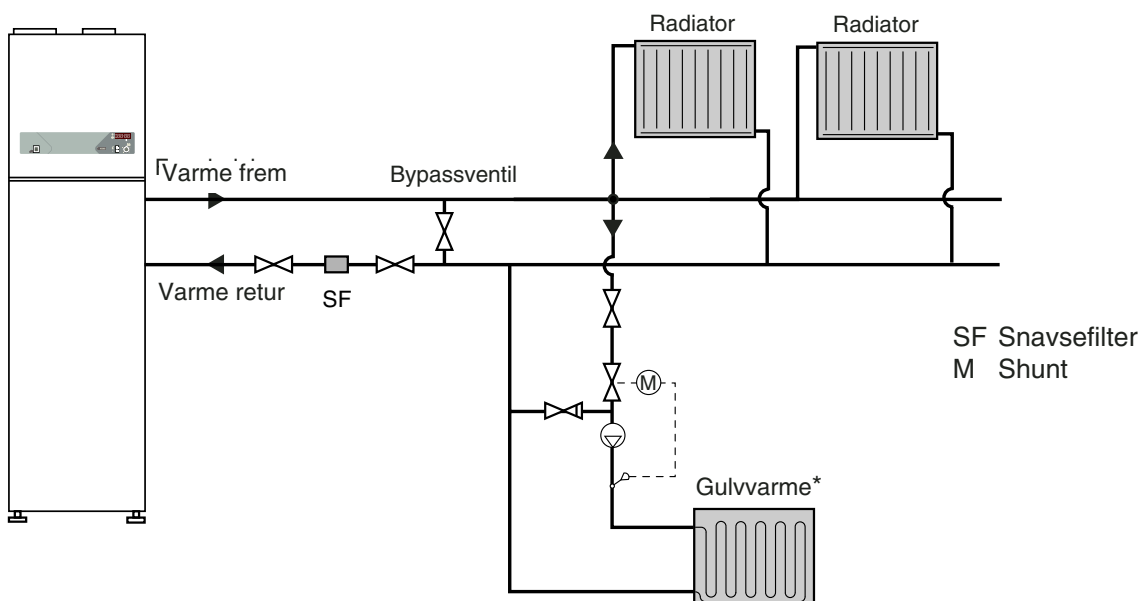 Radiator
Radiator
Varme frem
Bypassventil
Varme retur
SF
SF Snavsefilter
M Shunt
M
Gulvvarme*